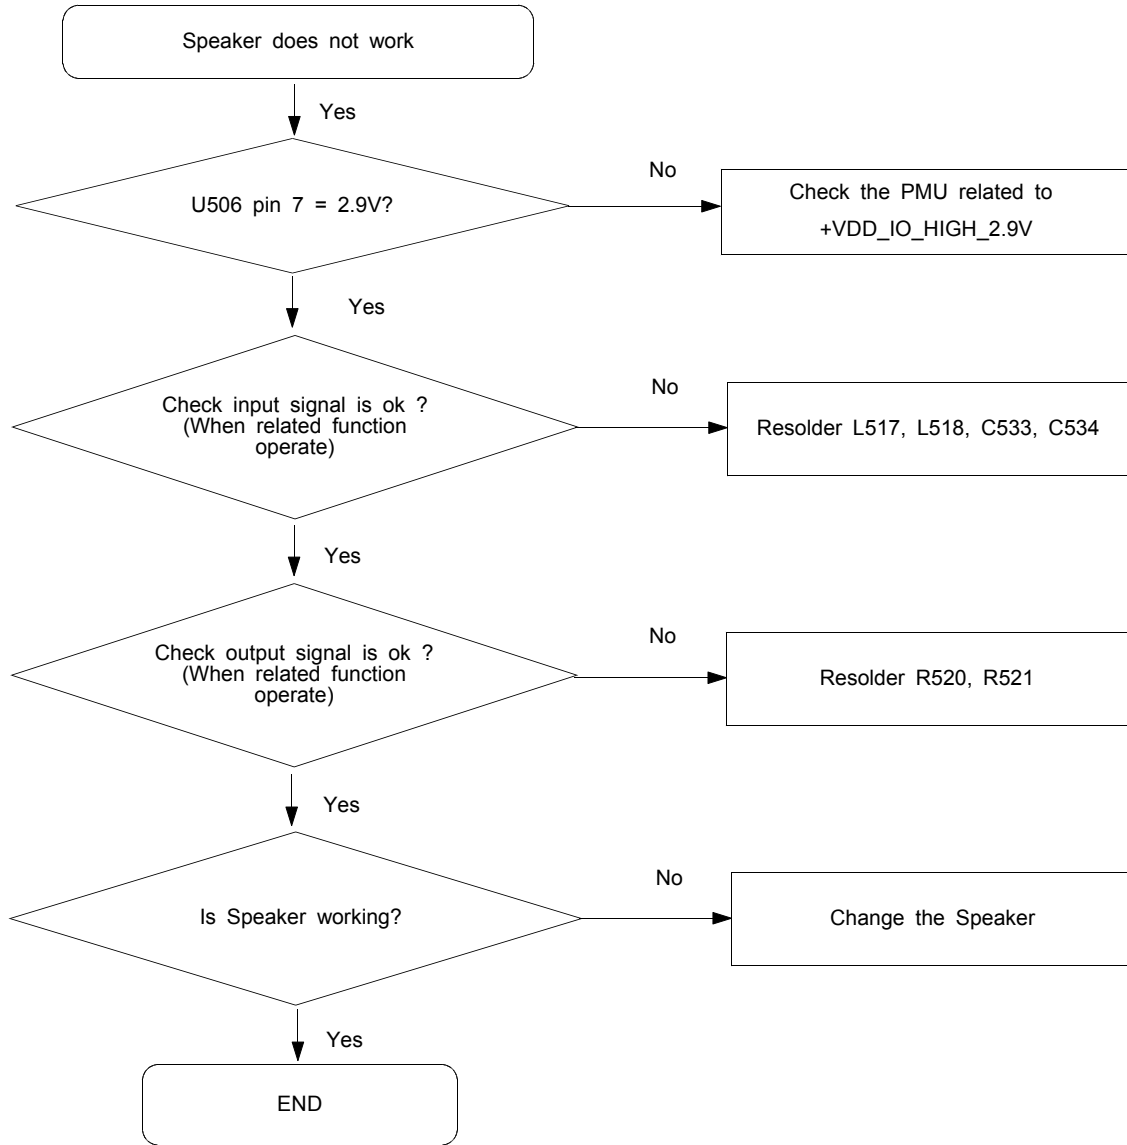 Speaker does not work
Yes
U506 pin 7 = 2.9V?
No
Check the PMU related to
+VDD_IO_HIGH_2.9V
Yes
Check input signal is ok ?
(When related function
operate)
No
Resolder L517, L518, C533, C534
Yes
Check output signal is ok ?
(When related function
operate)
No
Resolder R520, R521
Yes
Is Speaker working?
No
Change the Speaker
Yes
END